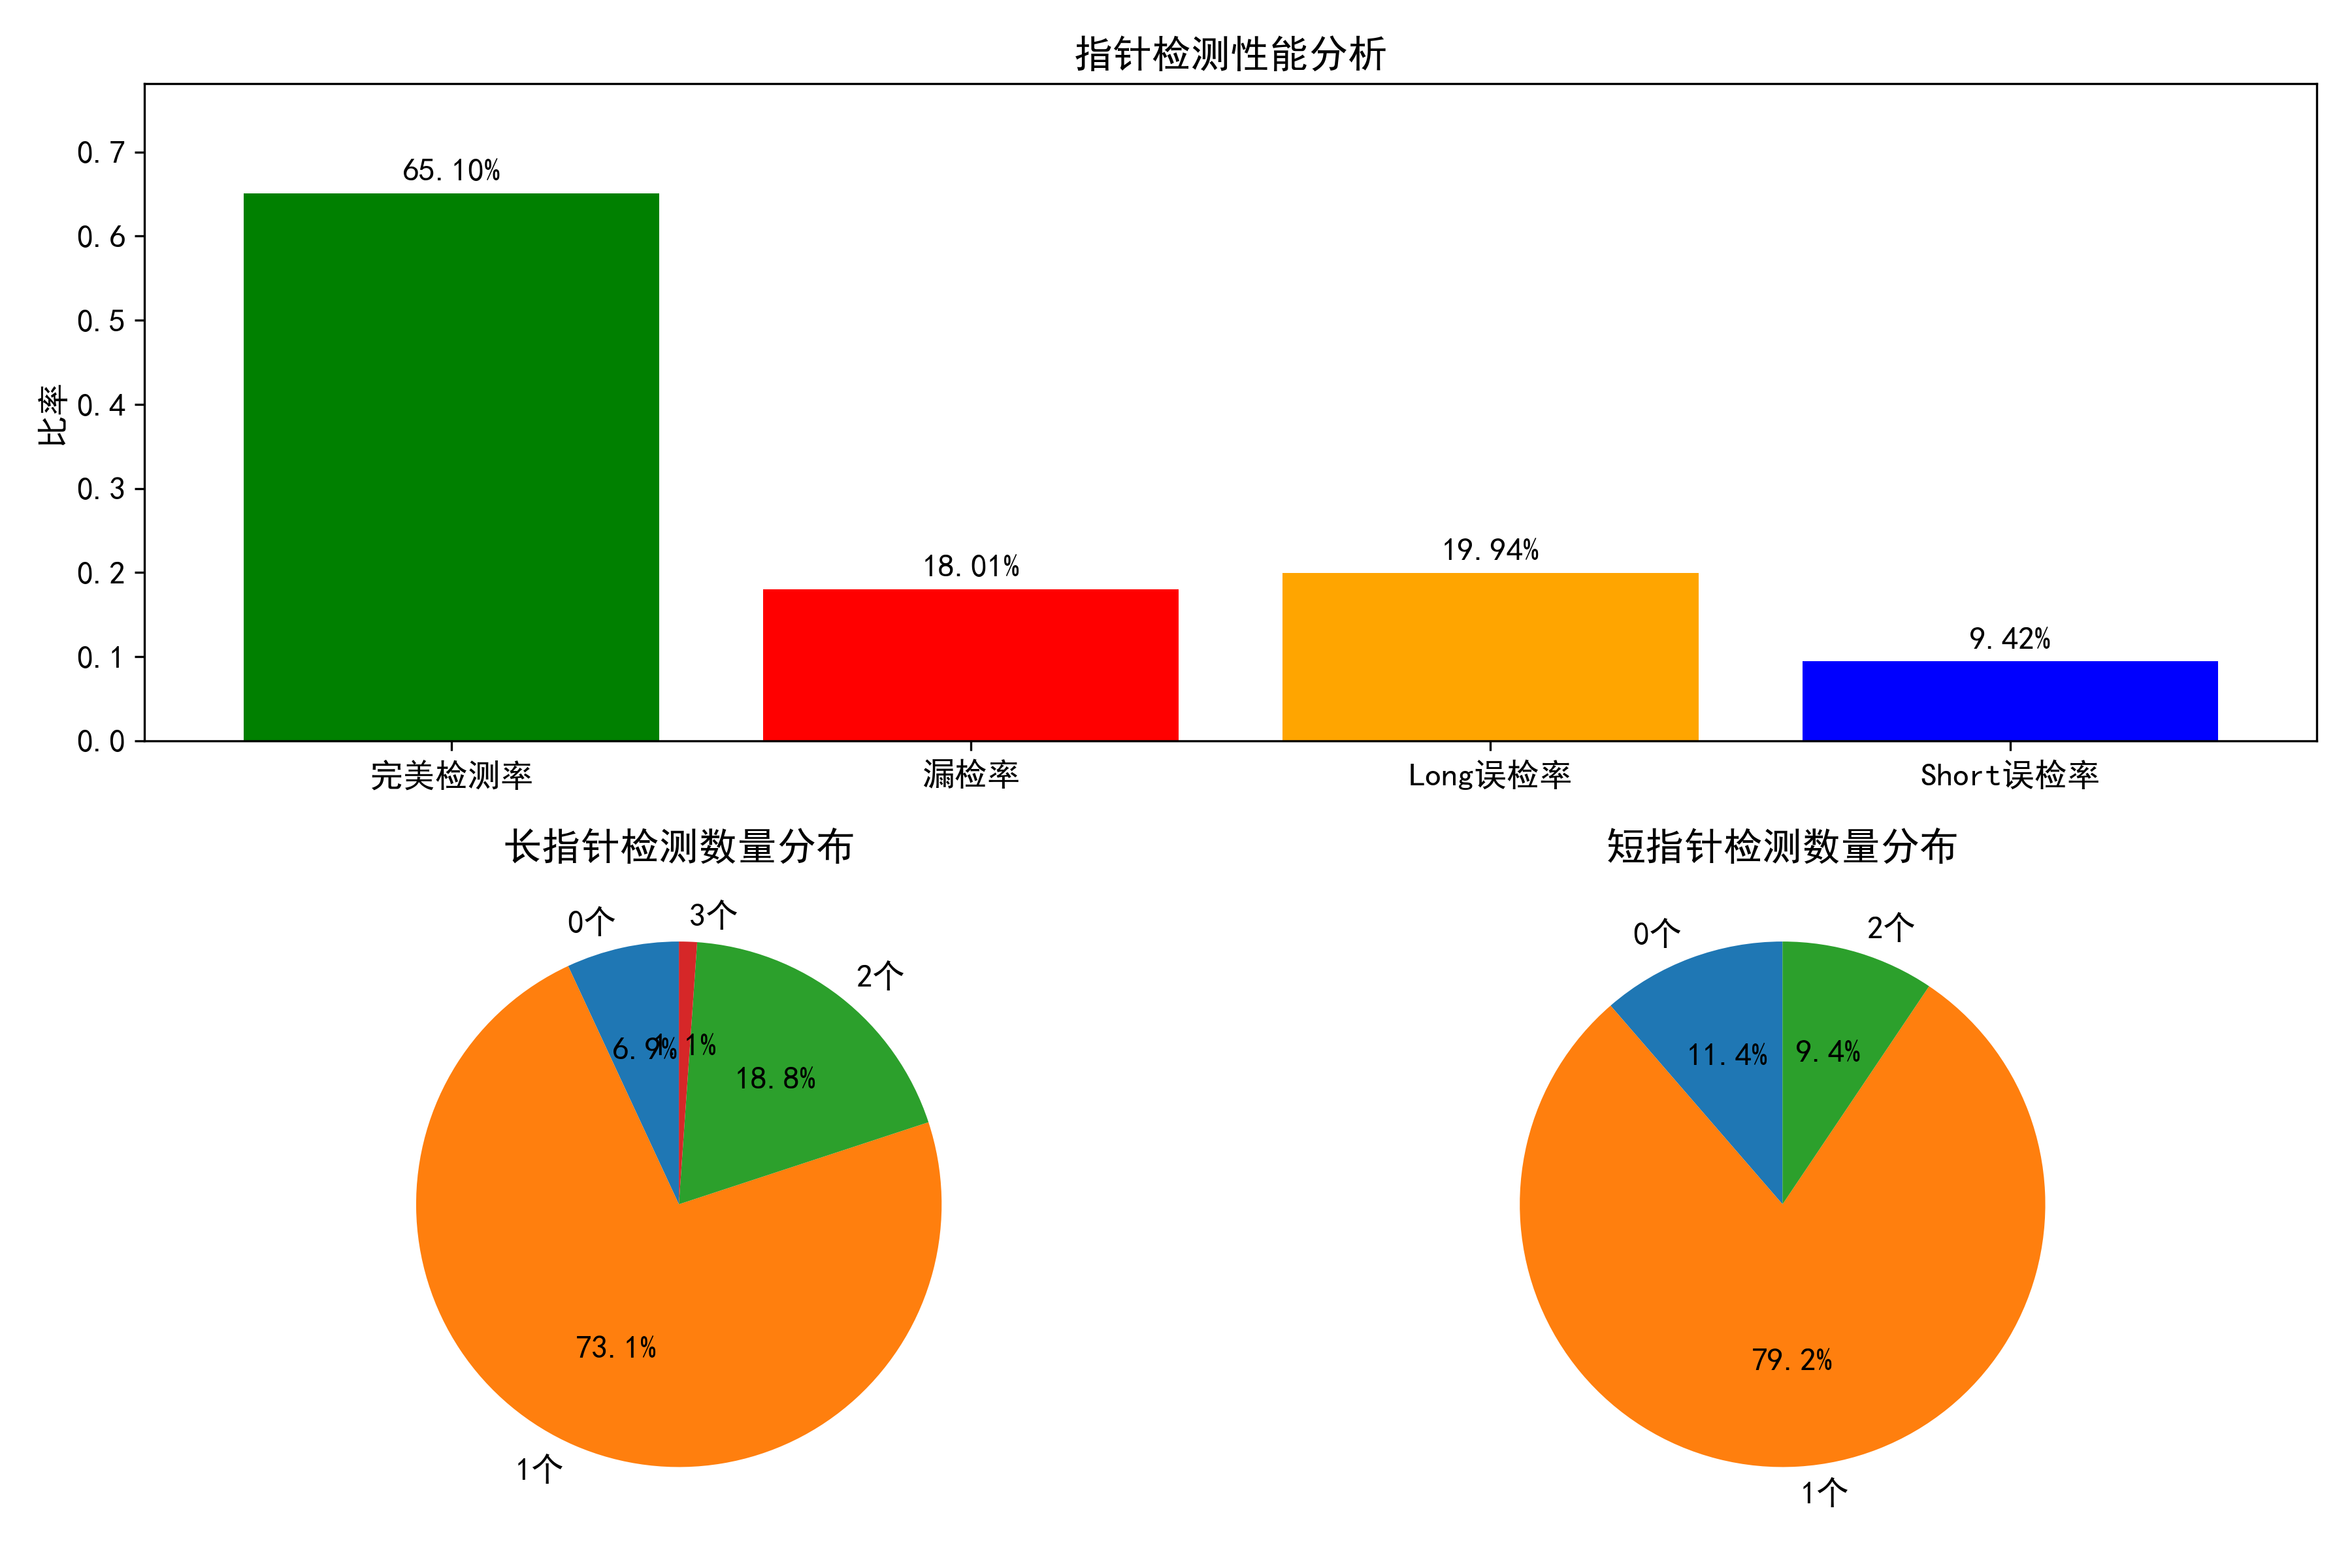 指针检测性能分析
0.7
0.6
0.5
0.4
0.3
0.2
0.1
0.0
比率
65.10%
18.01%
19.94%
9.42%
完美检测率
漏检率
Long误检率
Short误检率
长指针检测数量分布
0个
3个
2个
6.9%
1.1%
18.8%
73.1%
1个
短指针检测数量分布
0个
2个
11.4%
9.4%
79.2%
1个